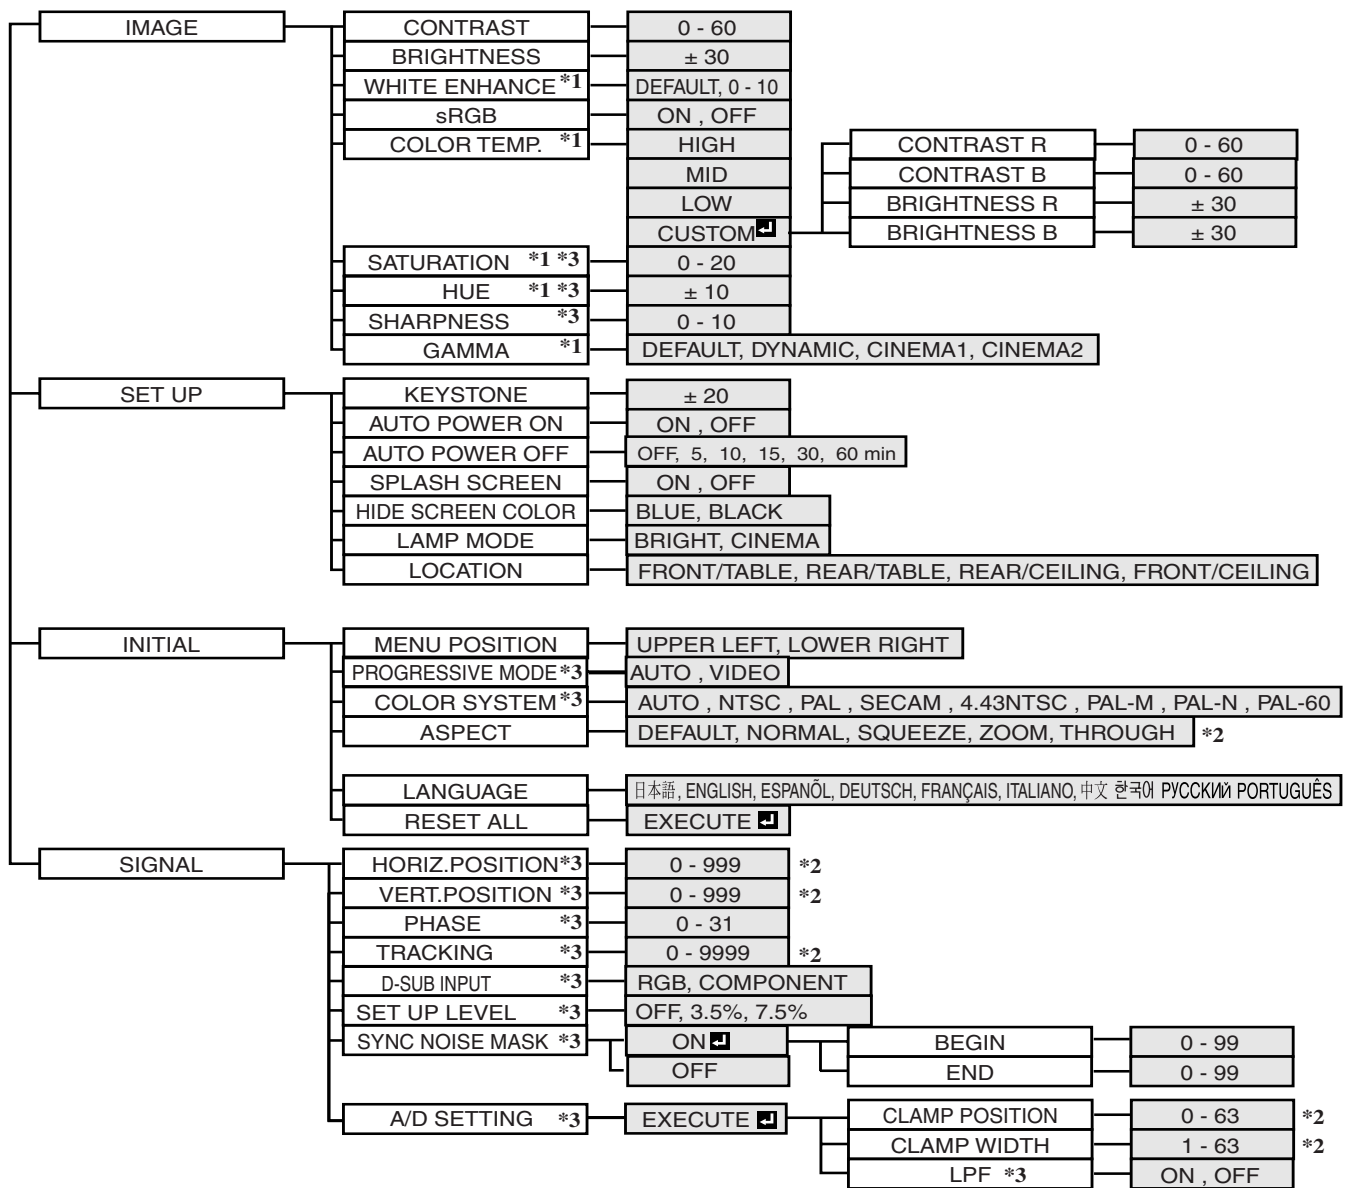 IMAGE CONTRAST 0 - 60
BRIGHTNESS ± 30
WHITE ENHANCE *1 DEFAULT, 0 - 10
sRGB ON , OFF
COLOR TEMP. *1 HIGH CONTRAST R 0 - 60
MID CONTRAST B 0 - 60
LOW BRIGHTNESS R ± 30
CUSTOM BRIGHTNESS B ± 30
SATURATION *1 *3 0 - 20
HUE *1 *3 ± 10
SHARPNESS *3 0 - 10
GAMMA *1 DEFAULT, DYNAMIC, CINEMA1, CINEMA2
SET UP KEYSTONE ± 20
AUTO POWER ON ON , OFF
AUTO POWER OFF OFF, 5, 10, 15, 30, 60 min
SPLASH SCREEN ON , OFF
HIDE SCREEN COLOR BLUE, BLACK
LAMP MODE BRIGHT, CINEMA
LOCATION FRONT/TABLE, REAR/TABLE, REAR/CEILING, FRONT/CEILING
INITIAL MENU POSITION UPPER LEFT, LOWER RIGHT
PROGRESSIVE MODE *3 AUTO , VIDEO
COLOR SYSTEM *3 AUTO , NTSC , PAL , SECAM , 4.43NTSC , PAL-M , PAL-N , PAL-60
ASPECT DEFAULT, NORMAL, SQUEEZE, ZOOM, THROUGH *2
LANGUAGE 日本語, ENGLISH, ESPANÕL, DEUTSCH, FRANÇAIS, ITALIANO, 中文 한국어 РУССКИЙ PORTUGUÊS
RESET ALL EXECUTE
SIGNAL HORIZ.POSITION *3 0 - 999 *2
VERT.POSITION *3 0 - 999 *2
PHASE *3 0 - 31
TRACKING *3 0 - 9999 *2
D-SUB INPUT *3 RGB, COMPONENT
SET UP LEVEL *3 OFF, 3.5%, 7.5%
SYNC NOISE MASK *3 ON BEGIN 0 - 99
OFF END 0 - 99
A/D SETTING *3 EXECUTE CLAMP POSITION 0 - 63 *2
CLAMP WIDTH 1 - 63 *2
LPF *3 ON , OFF